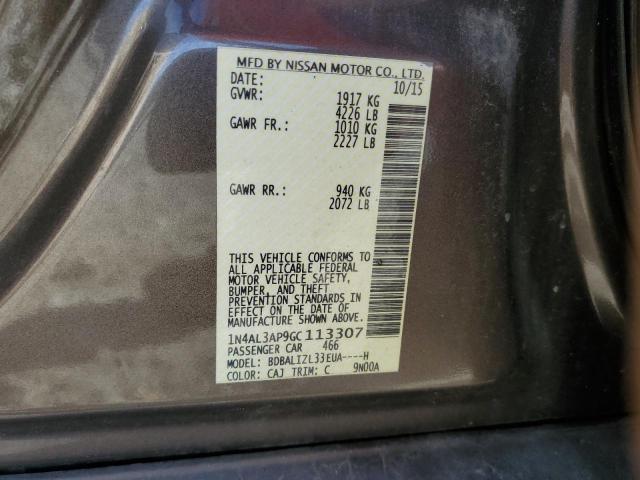 MFD BY NISSAN MOTOR CO., LTD.
DATE: 10/15
GVWR: 1917 KG
4226 LB
GAWR FR.: 1010 KG
2227 LB
GAWR RR.: 940 KG
2072 LB
THIS VEHICLE CONFORMS TO
ALL APPLICABLE FEDERAL
MOTOR VEHICLE SAFETY,
BUMPER, AND THEFT
PREVENTION STANDARDS IN
EFFECT ON THE DATE OF
MANUFACTURE SHOWN ABOVE.
1N4AL3AP9GC113307
PASSENGER CAR 466
MODEL: BDBALIZL33EUA----H
COLOR: CAJ TRIM: C 9N00A